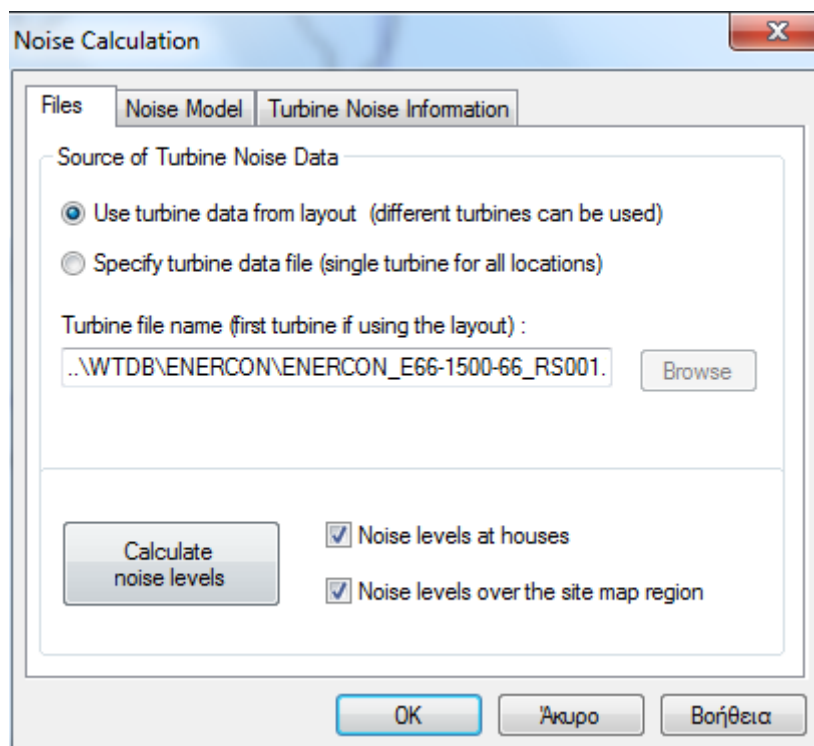 Noise Calculation
Files Noise Model Turbine Noise Information
Source of Turbine Noise Data
Use turbine data from layout (different turbines can be used)
Specify turbine data file (single turbine for all locations)
Turbine file name (first turbine if using the layout) :
..\WTDB\ENERCON\ENERCON_E66-1500-66_RS001.
Browse
Calculate
noise levels
Noise levels at houses
Noise levels over the site map region
OK Άκυρο Βοήθεια